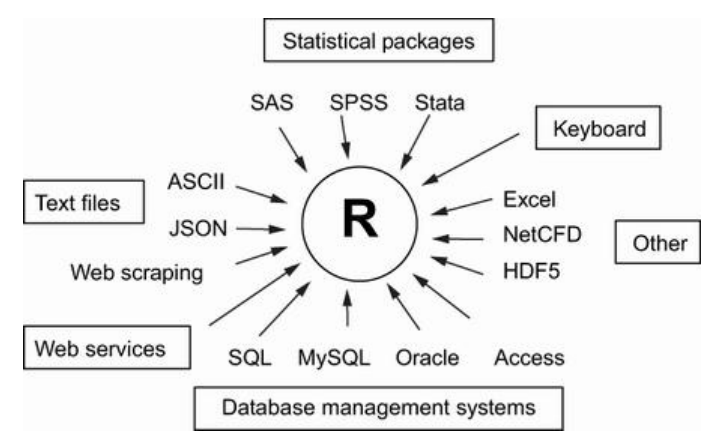 Statistical packages
SAS SPSS Stata
Keyboard
ASCII
Text files
Excel
R
JSON
NetCFD
Other
Web scraping
HDF5
Web services
SQL MySQL Oracle Access
Database management systems